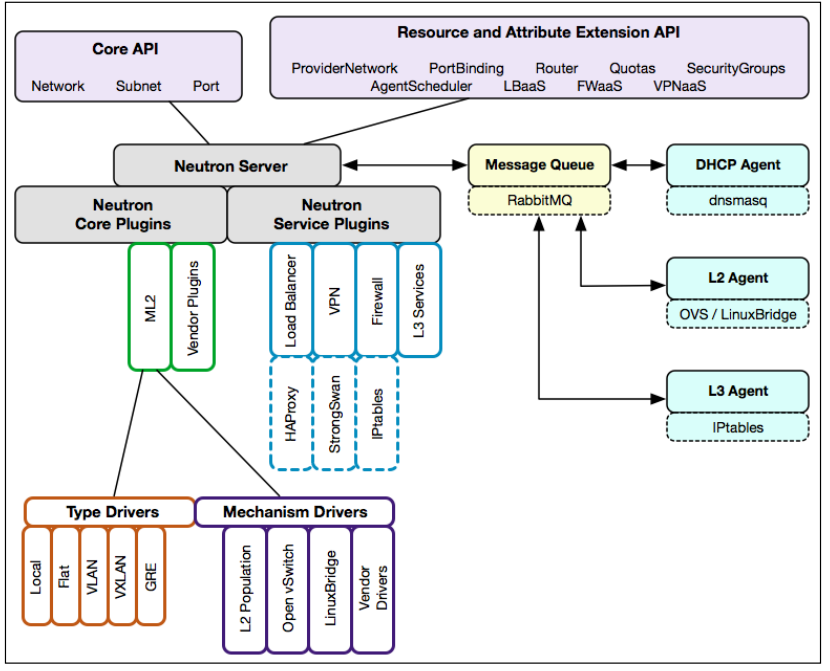 Core API
Network Subnet Port
Resource and Attribute Extension API
ProviderNetwork PortBinding Router Quotas SecurityGroups
AgentScheduler LBaaS FWaaS VPNaaS
Neutron Server
Neutron
Core Plugins
Neutron
Service Plugins
Message Queue
RabbitMQ
DHCP Agent
dnsmasq
L2 Agent
OVS / LinuxBridge
L3 Agent
IPtables
ML2
Vendor Plugins
Load Balancer
VPN
Firewall
L3 Services
HAProxy
StrongSwan
IPtables
Type Drivers
Local
Flat
VLAN
VXLAN
GRE
Mechanism Drivers
L2 Population
Open vSwitch
LinuxBridge
Vendor
Drivers